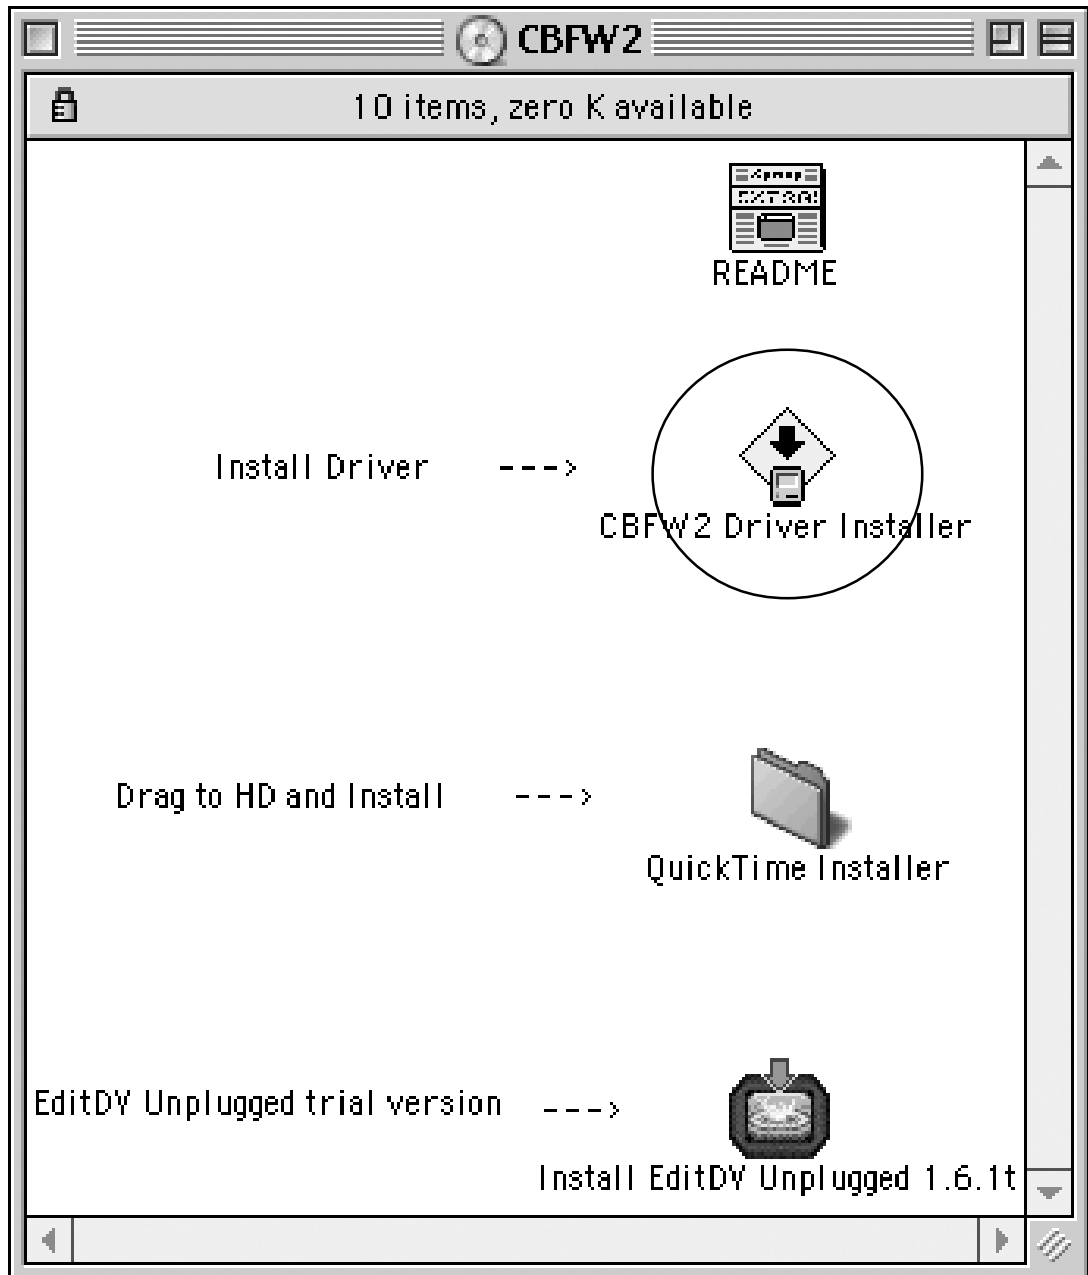 CBFW2
10 items, zero K available
EXTRA!
README
Install Driver --->
CBFW2 Driver Installer
Drag to HD and Install --->
QuickTime Installer
EditDV Unplugged trial version --->
Install EditDV Unplugged 1.6.1t